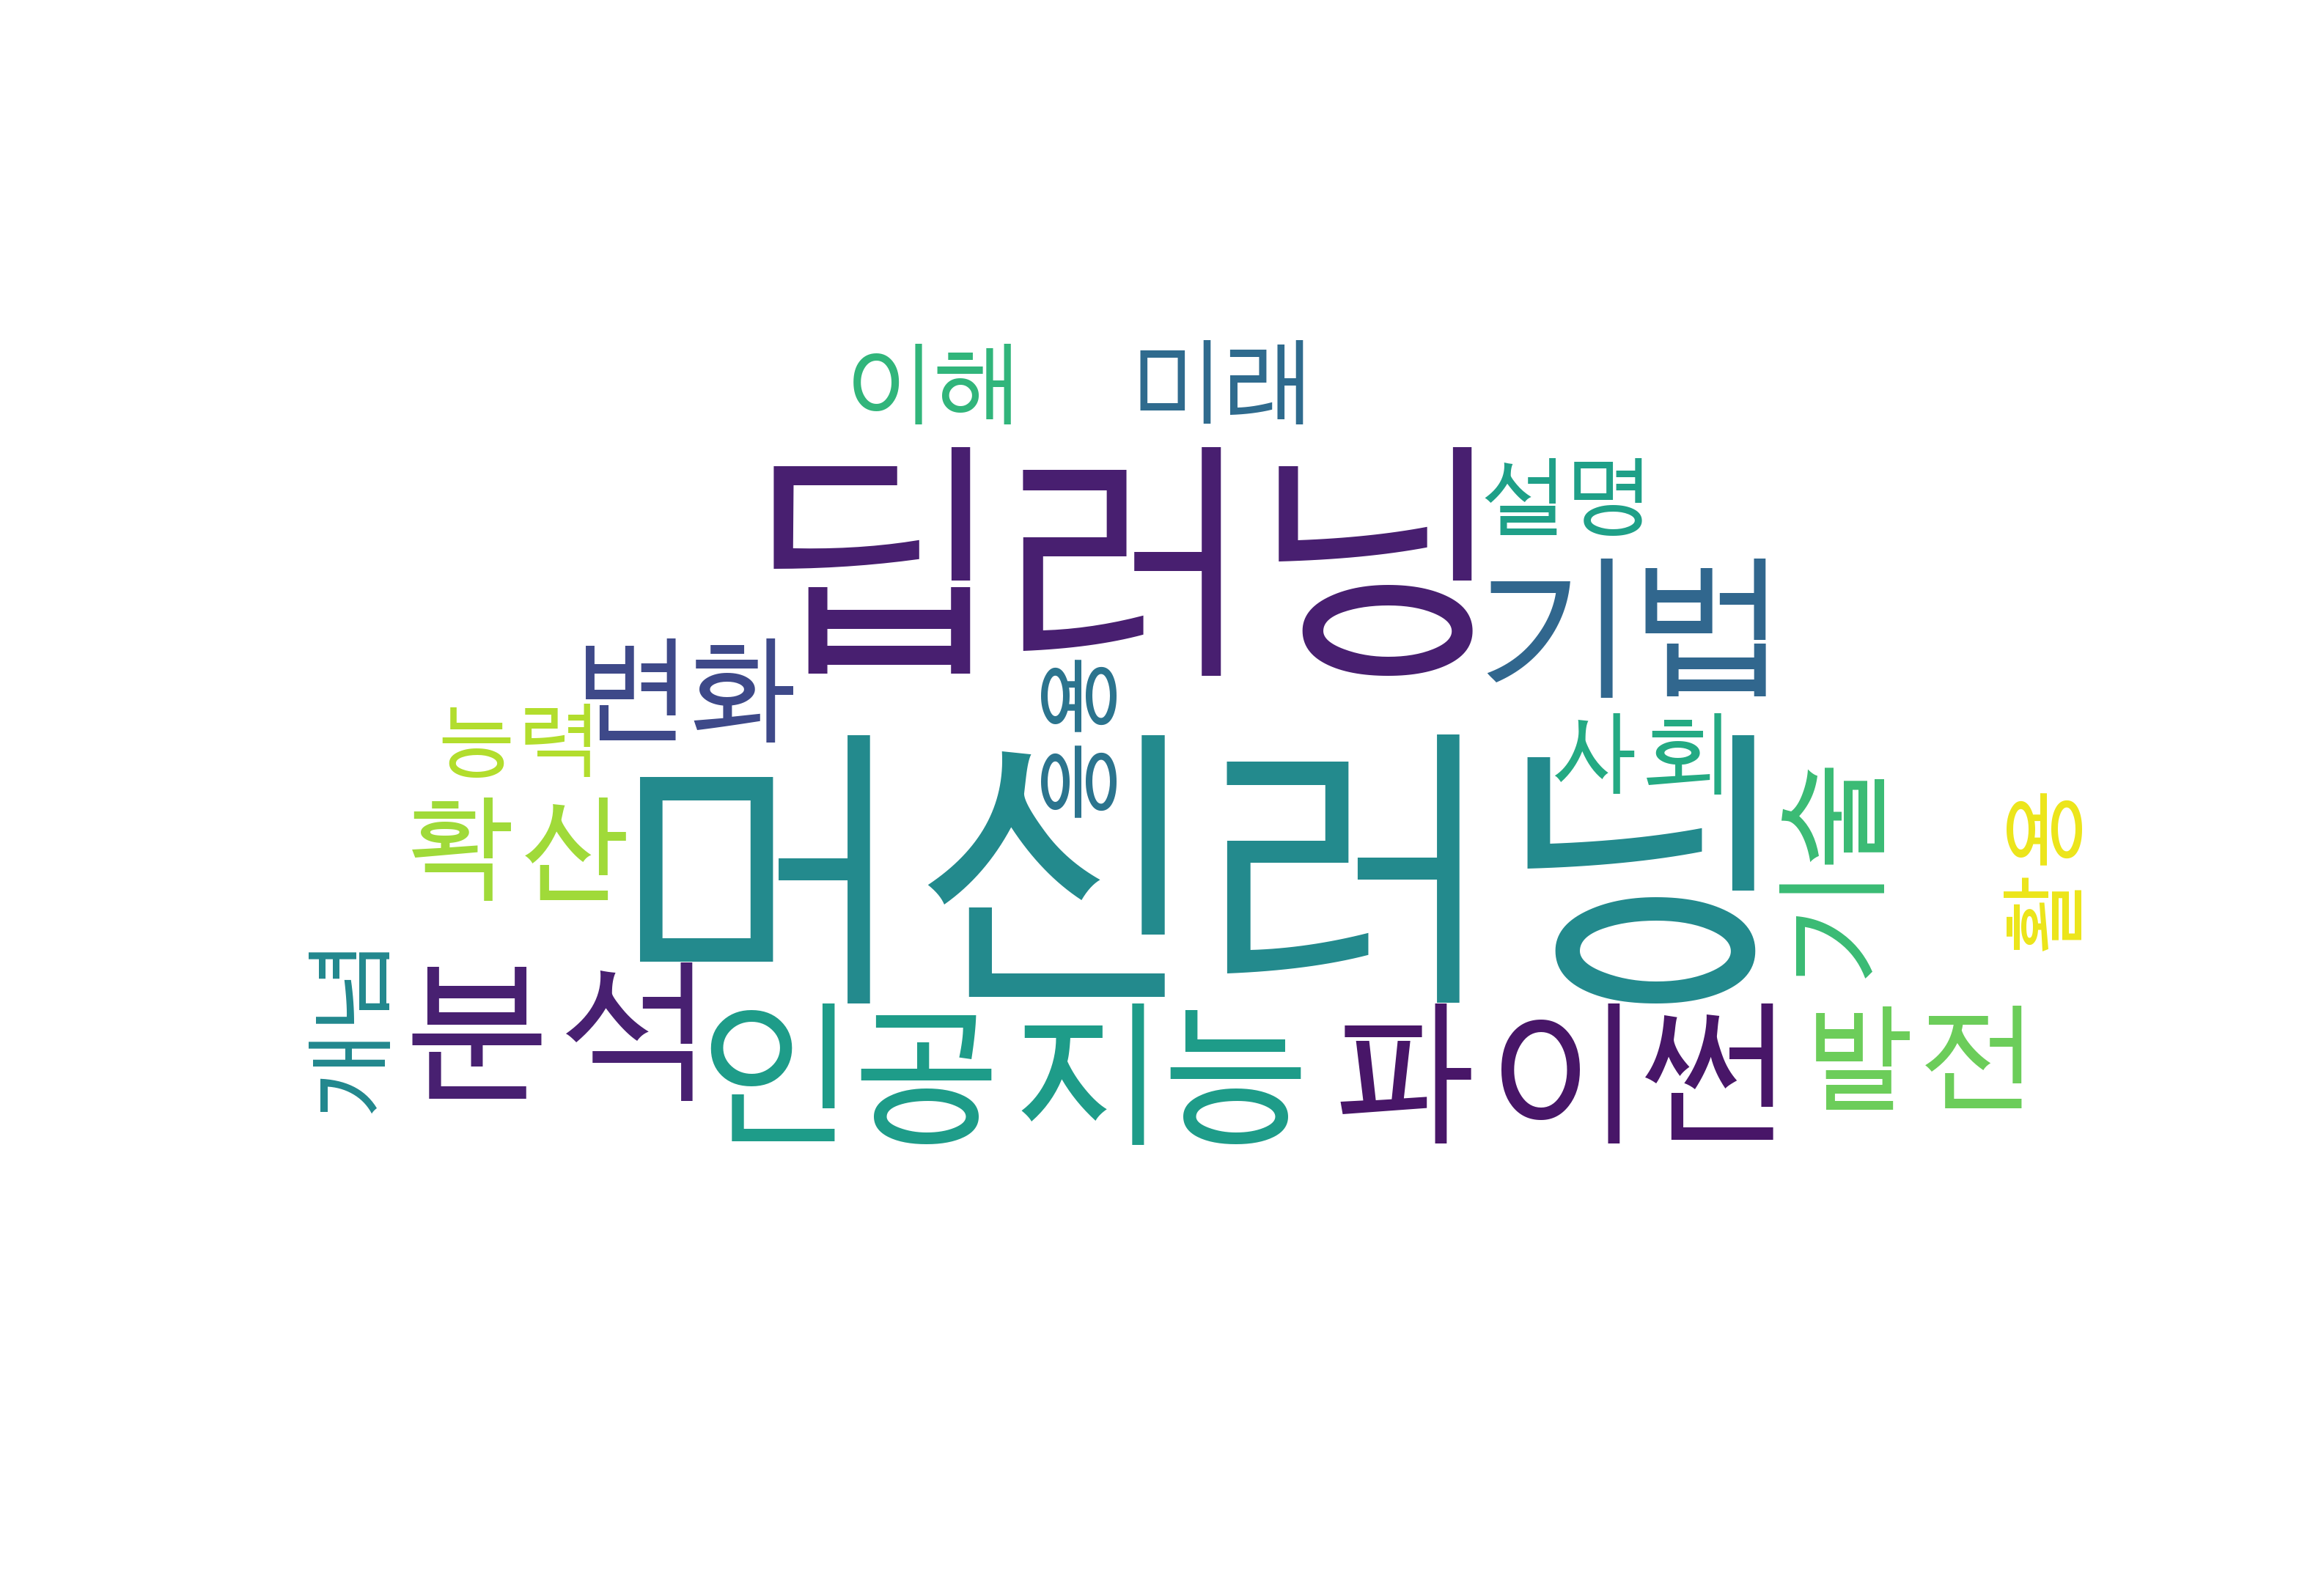 이해
미래
딥러닝
설명
기법
변화
응용
능력
사회
확산
머신러닝
기술
활용
개념
분석
인공지능
파이썬
발전